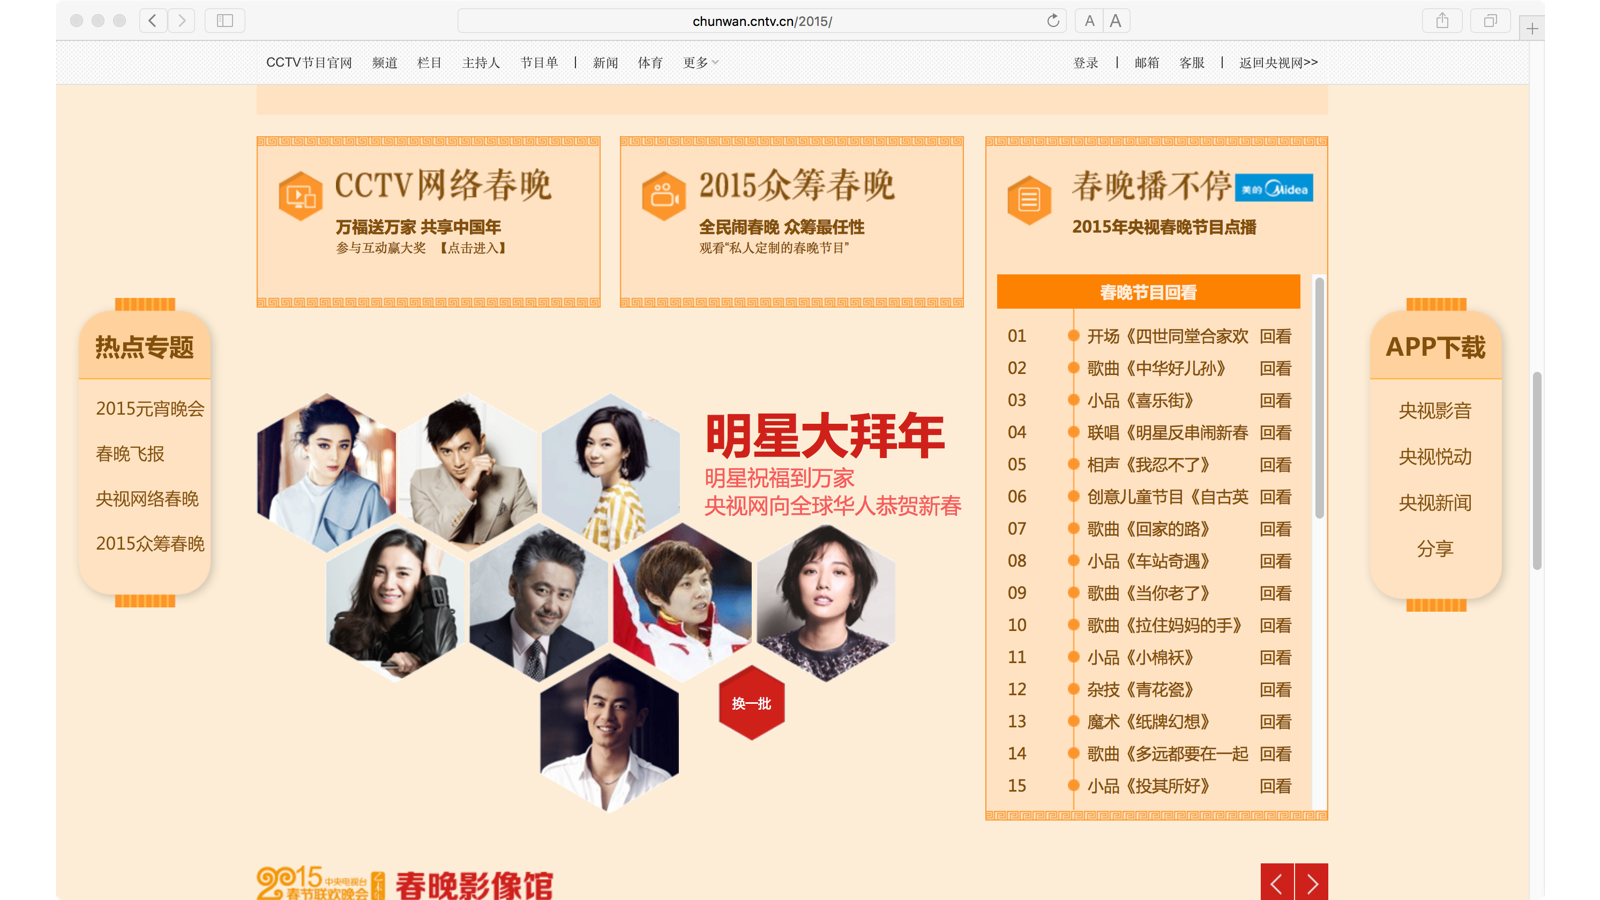 chunwan.cntv.cn/2015/
A A
CCTV节目官网 频道 栏目 主持人 节目单 | 新闻 体育 更多
登录 | 邮箱 客服 | 返回央视网>>
CCTV网络春晚
万福送万家 共享中国年
参与互动赢大奖 【点击进入】
2015众筹春晚
全民闹春晚 众筹最任性
观看“私人定制的春晚节目”
春晚播不停 美的 Midea
2015年央视春晚节目点播
春晚节目回看
01 开场《四世同堂合家欢 回看
02 歌曲《中华好儿孙》 回看
03 小品《喜乐街》 回看
04 联唱《明星反串闹新春 回看
05 相声《我忍不了》 回看
06 创意儿童节目《自古英 回看
07 歌曲《回家的路》 回看
08 小品《车站奇遇》 回看
09 歌曲《当你老了》 回看
10 歌曲《拉住妈妈的手》 回看
11 小品《小棉袄》 回看
12 杂技《青花瓷》 回看
13 魔术《纸牌幻想》 回看
14 歌曲《多远都要在一起 回看
15 小品《投其所好》 回看
热点专题
2015元宵晚会
春晚飞报
央视网络春晚
2015众筹春晚
明星大拜年
明星祝福到万家
央视网向全球华人恭贺新春
换一批
APP下载
央视影音
央视悦动
央视新闻
分享
2015 中央电视台
春节联欢晚会
春晚影像馆